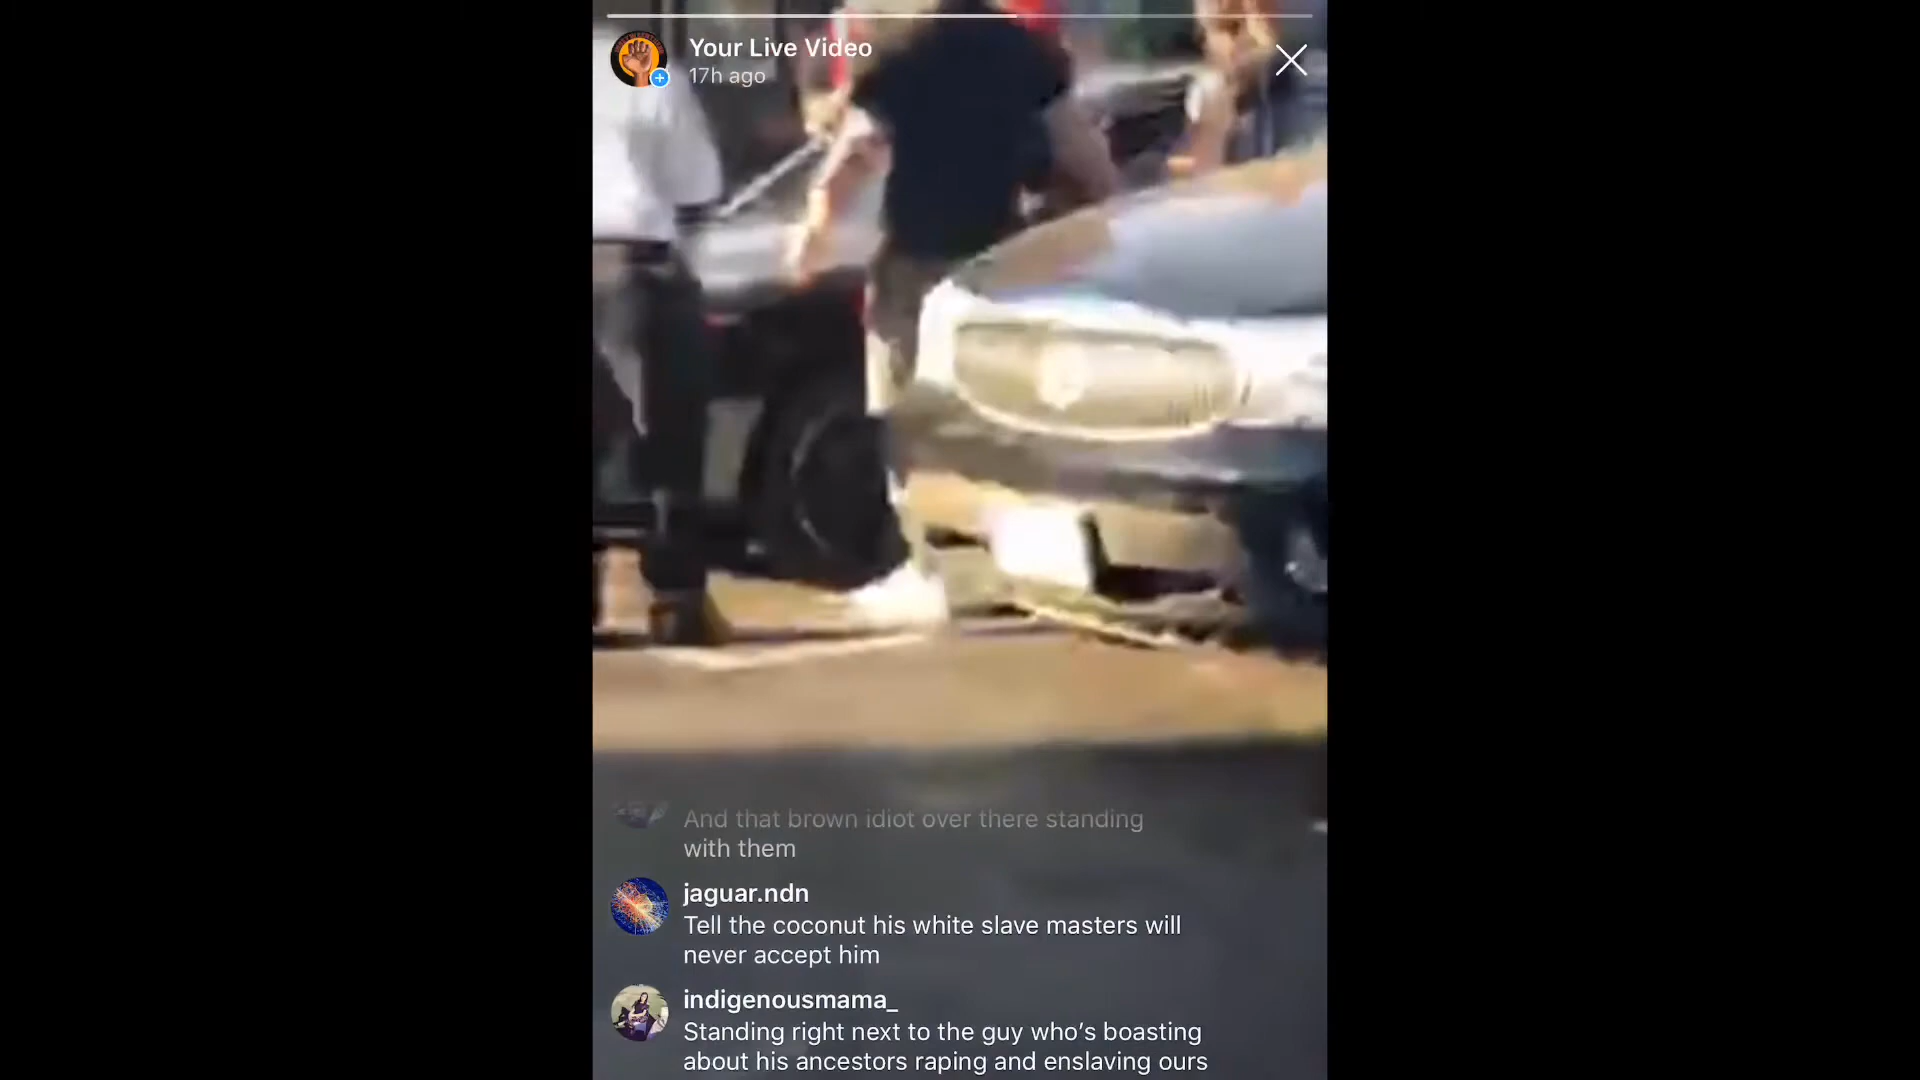 Your Live Video
17h ago
And that brown idiot over there standing
with them
jaguar.ndn
Tell the coconut his white slave masters will
never accept him
indigenousmama_
Standing right next to the guy who’s boasting
about his ancestors raping and enslaving ours